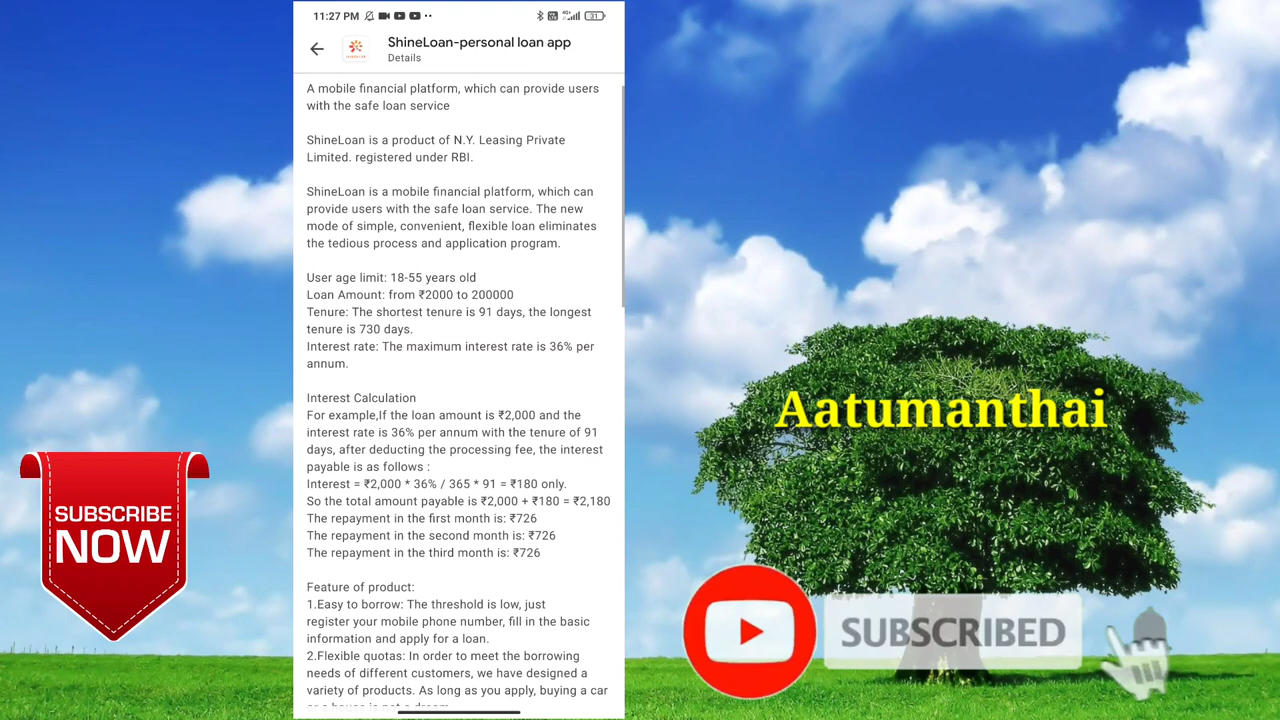 11:27 PM
4G+
31
ShineLoan-personal loan app
Details
A mobile financial platform, which can provide users
with the safe loan service
ShineLoan is a product of N.Y. Leasing Private
Limited. registered under RBI.
ShineLoan is a mobile financial platform, which can
provide users with the safe loan service. The new
mode of simple, convenient, flexible loan eliminates
the tedious process and application program.
User age limit: 18-55 years old
Loan Amount: from ₹2000 to 200000
Tenure: The shortest tenure is 91 days, the longest
tenure is 730 days.
Interest rate: The maximum interest rate is 36% per
annum.
Interest Calculation
For example,If the loan amount is ₹2,000 and the
interest rate is 36% per annum with the tenure of 91
days, after deducting the processing fee, the interest
payable is as follows :
Interest = ₹2,000 * 36% / 365 * 91 = ₹180 only.
So the total amount payable is ₹2,000 + ₹180 = ₹2,180
The repayment in the first month is: ₹726
The repayment in the second month is: ₹726
The repayment in the third month is: ₹726
Feature of product:
1.Easy to borrow: The threshold is low, just
register your mobile phone number, fill in the basic
information and apply for a loan.
2.Flexible quotas: In order to meet the borrowing
needs of different customers, we have designed a
variety of products. As long as you apply, buying a car
SUBSCRIBE
NOW
Aatumanthai
SUBSCRIBED